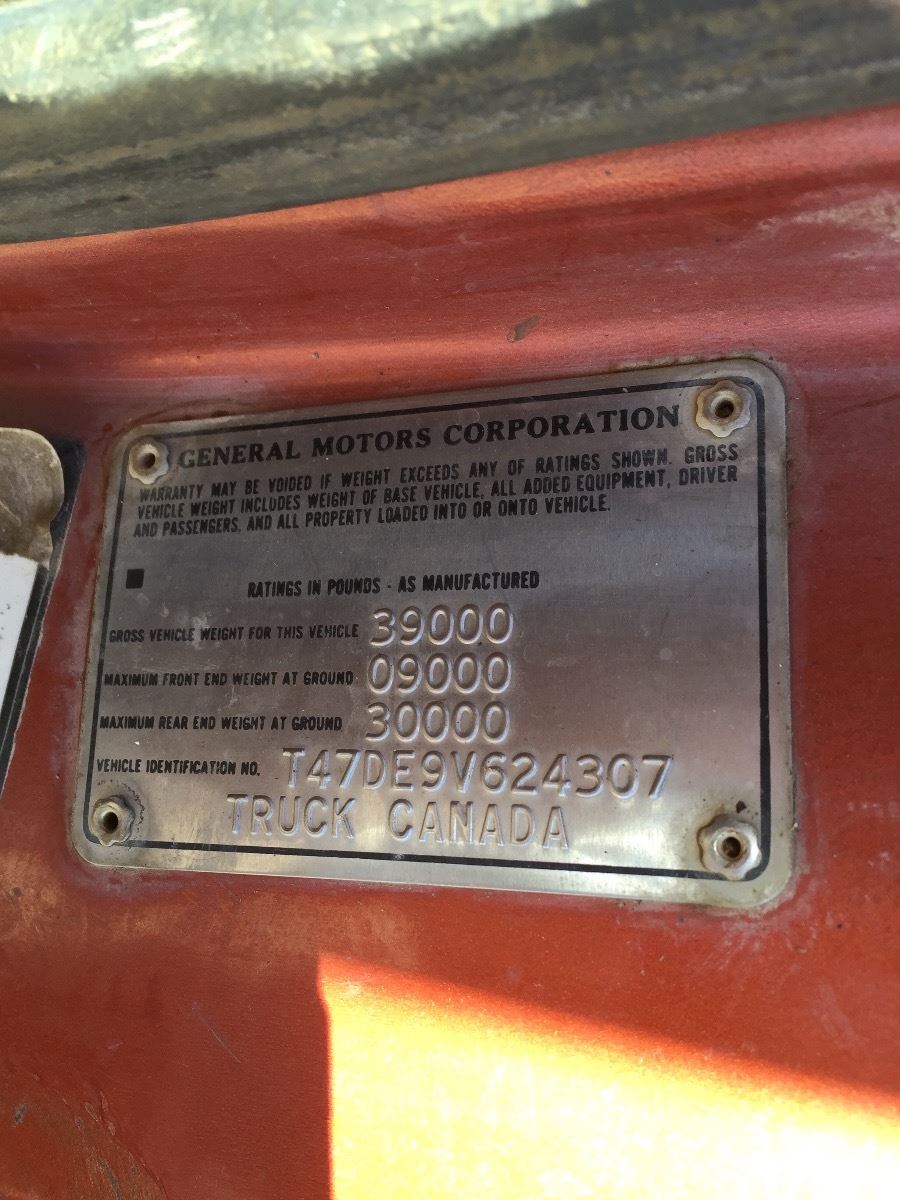 GENERAL MOTORS CORPORATION
WARRANTY MAY BE VOIDED IF WEIGHT EXCEEDS ANY OF RATINGS SHOWN. GROSS
VEHICLE WEIGHT INCLUDES WEIGHT OF BASE VEHICLE, ALL ADDED EQUIPMENT, DRIVER
AND PASSENGERS, AND ALL PROPERTY LOADED INTO OR ONTO VEHICLE.
RATINGS IN POUNDS - AS MANUFACTURED
GROSS VEHICLE WEIGHT FOR THIS VEHICLE 39000
MAXIMUM FRONT END WEIGHT AT GROUND 09000
MAXIMUM REAR END WEIGHT AT GROUND 30000
VEHICLE IDENTIFICATION NO. T47DE9V624307
TRUCK CANADA